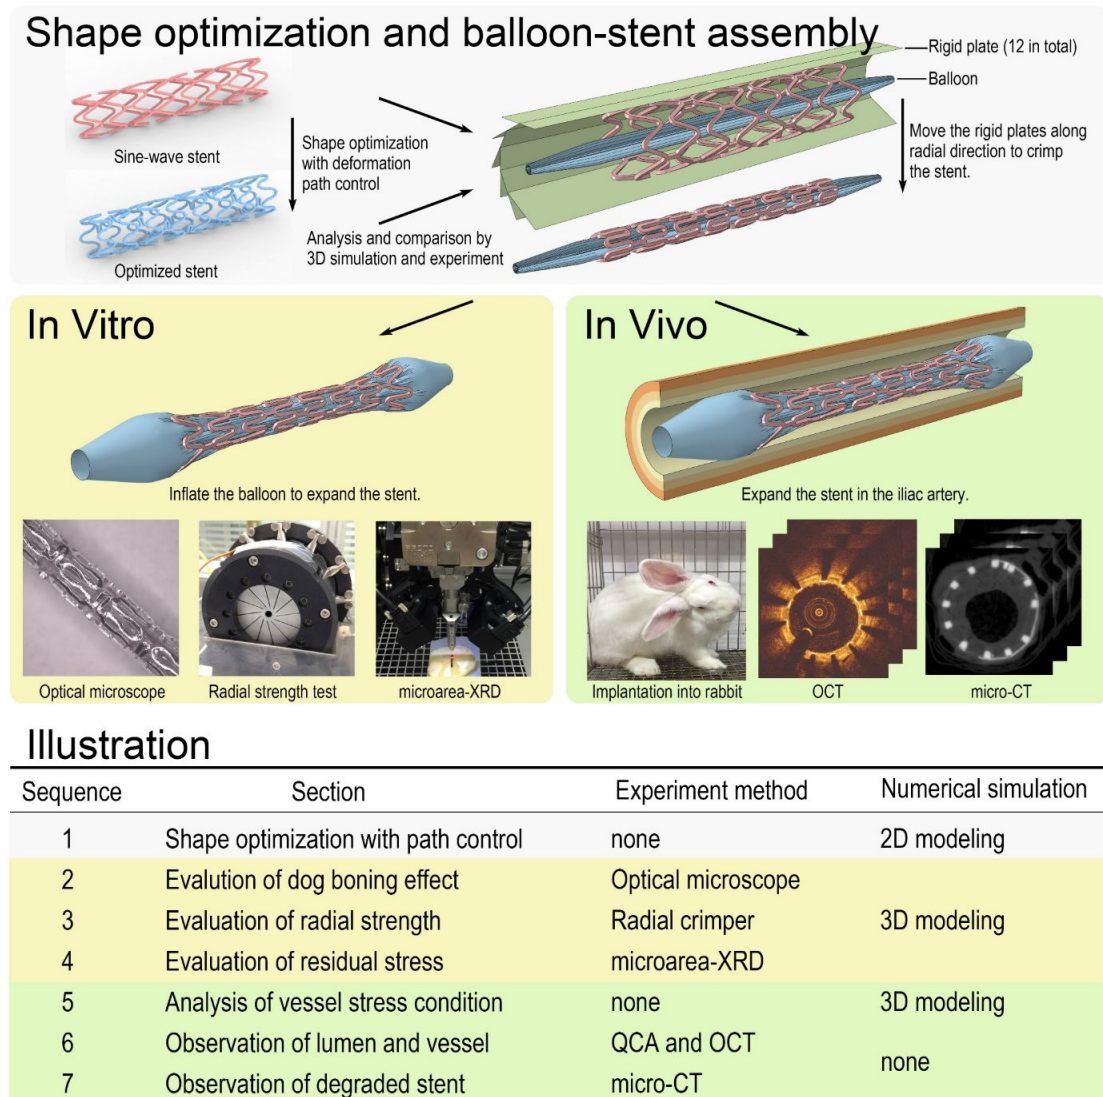 Shape optimization and balloon-stent assembly
Rigid plate (12 in total)
Balloon
Sine-wave stent
Shape optimization
with deformation
path control
Move the rigid plates along
radial direction to crimp
the stent.
Analysis and comparison by
3D simulation and experiment
Optimized stent
In Vitro
Inflate the balloon to expand the stent.
Optical microscope
Radial strength test
microarea-XRD
In Vivo
Expand the stent in the iliac artery.
Implantation into rabbit
OCT
micro-CT
Illustration
Sequence Section Experiment method Numerical simulation
1 Shape optimization with path control none 2D modeling
2 Evalution of dog boning effect Optical microscope
3 Evaluation of radial strength Radial crimper 3D modeling
4 Evaluation of residual stress microarea-XRD
5 Analysis of vessel stress condition none 3D modeling
6 Observation of lumen and vessel QCA and OCT
none
7 Observation of degraded stent micro-CT